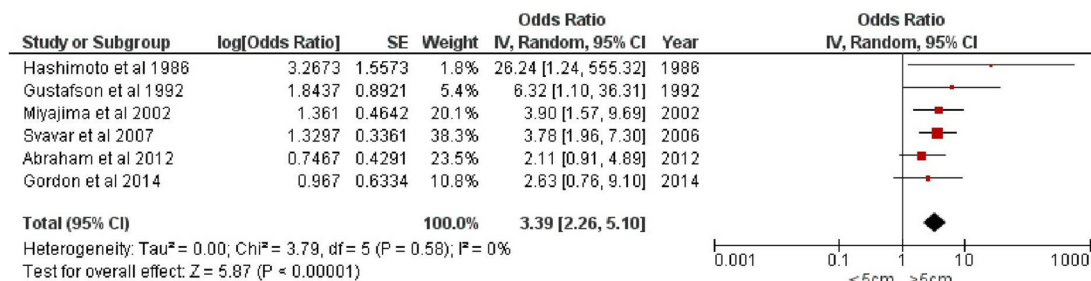 Odds Ratio Odds Ratio
Study or Subgroup log[Odds Ratio] SE Weight IV, Random, 95% CI Year IV, Random, 95% CI
Hashimoto et al 1986 3.2673 1.5573 1.8% 26.24 [1.24, 555.32] 1986
Gustafson et al 1992 1.8437 0.8921 5.4% 6.32 [1.10, 36.31] 1992
Miyajima et al 2002 1.361 0.4642 20.1% 3.90 [1.57, 9.69] 2002
Svavar et al 2007 1.3297 0.3361 38.3% 3.78 [1.96, 7.30] 2006
Abraham et al 2012 0.7467 0.4291 23.5% 2.11 [0.91, 4.89] 2012
Gordon et al 2014 0.967 0.6334 10.8% 2.63 [0.76, 9.10] 2014
Total (95% CI) 100.0% 3.39 [2.26, 5.10]
Heterogeneity: Tau² = 0.00; Chi² = 3.79, df = 5 (P = 0.58); I² = 0%
Test for overall effect: Z = 5.87 (P < 0.00001)
0.001 0.1 1 10 1000
<5cm >5cm